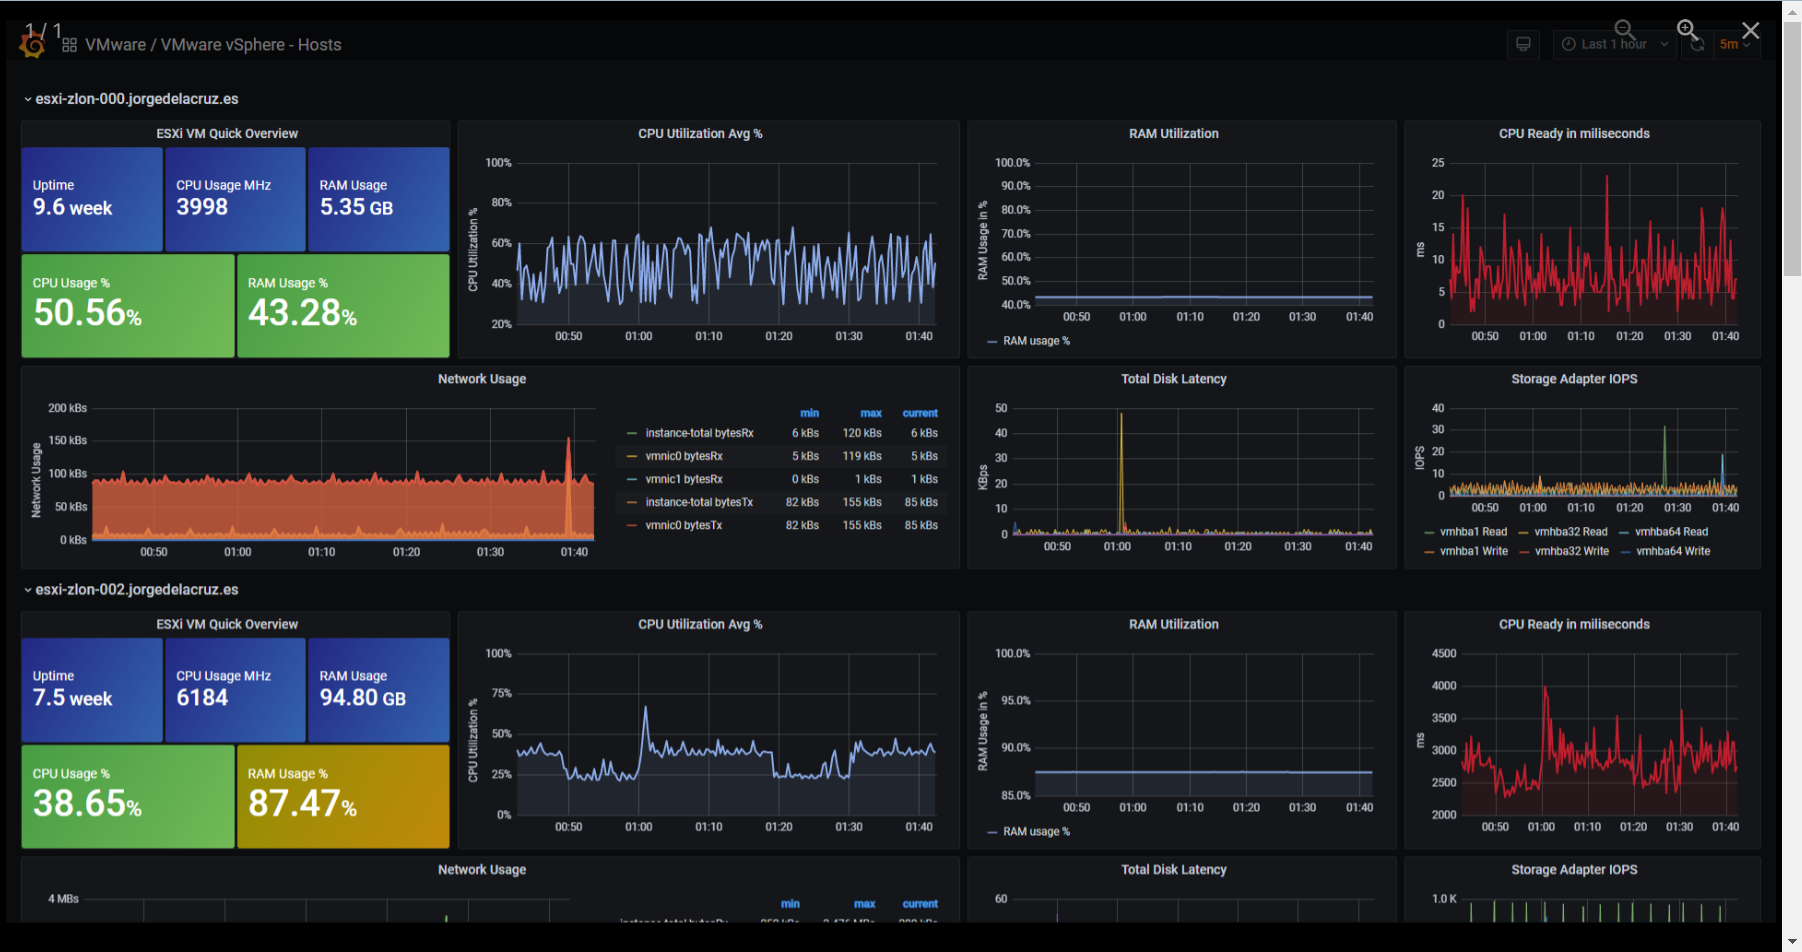 1 / 1
VMware / VMware vSphere - Hosts
Last 1 hour
5m
esxi-zlon-000.jorgedelacruz.es
ESXi VM Quick Overview
Uptime
9.6 week
CPU Usage MHz
3998
RAM Usage
5.35 GB
CPU Usage %
50.56%
RAM Usage %
43.28%
CPU Utilization Avg %
CPU Utilization %
100%
80%
60%
40%
20%
00:50 01:00 01:10 01:20 01:30 01:40
RAM Utilization
RAM Usage in %
100.0%
90.0%
80.0%
70.0%
60.0%
50.0%
40.0%
00:50 01:00 01:10 01:20 01:30 01:40
RAM usage %
CPU Ready in miliseconds
ms
25
20
15
10
5
0
00:50 01:00 01:10 01:20 01:30 01:40
Network Usage
Network Usage
200 kBs
150 kBs
100 kBs
50 kBs
0 kBs
00:50 01:00 01:10 01:20 01:30 01:40
min max current
instance-total bytesRx 6 kBs 120 kBs 6 kBs
vmnic0 bytesRx 5 kBs 119 kBs 5 kBs
vmnic1 bytesRx 0 kBs 1 kBs 1 kBs
instance-total bytesTx 82 kBs 155 kBs 85 kBs
vmnic0 bytesTx 82 kBs 155 kBs 85 kBs
Total Disk Latency
KBps
50
40
30
20
10
0
00:50 01:00 01:10 01:20 01:30 01:40
Storage Adapter IOPS
IOPS
40
30
20
10
0
00:50 01:00 01:10 01:20 01:30 01:40
vmhba1 Read vmhba32 Read vmhba64 Read
vmhba1 Write vmhba32 Write vmhba64 Write
esxi-zlon-002.jorgedelacruz.es
ESXi VM Quick Overview
Uptime
7.5 week
CPU Usage MHz
6184
RAM Usage
94.80 GB
CPU Usage %
38.65%
RAM Usage %
87.47%
CPU Utilization Avg %
CPU Utilization %
100%
75%
50%
25%
0%
00:50 01:00 01:10 01:20 01:30 01:40
RAM Utilization
RAM Usage in %
100.0%
95.0%
90.0%
85.0%
00:50 01:00 01:10 01:20 01:30 01:40
RAM usage %
CPU Ready in miliseconds
ms
4500
4000
3500
3000
2500
2000
00:50 01:00 01:10 01:20 01:30 01:40
Network Usage
4 MBs
min max current
Total Disk Latency
60
Storage Adapter IOPS
1.0 K